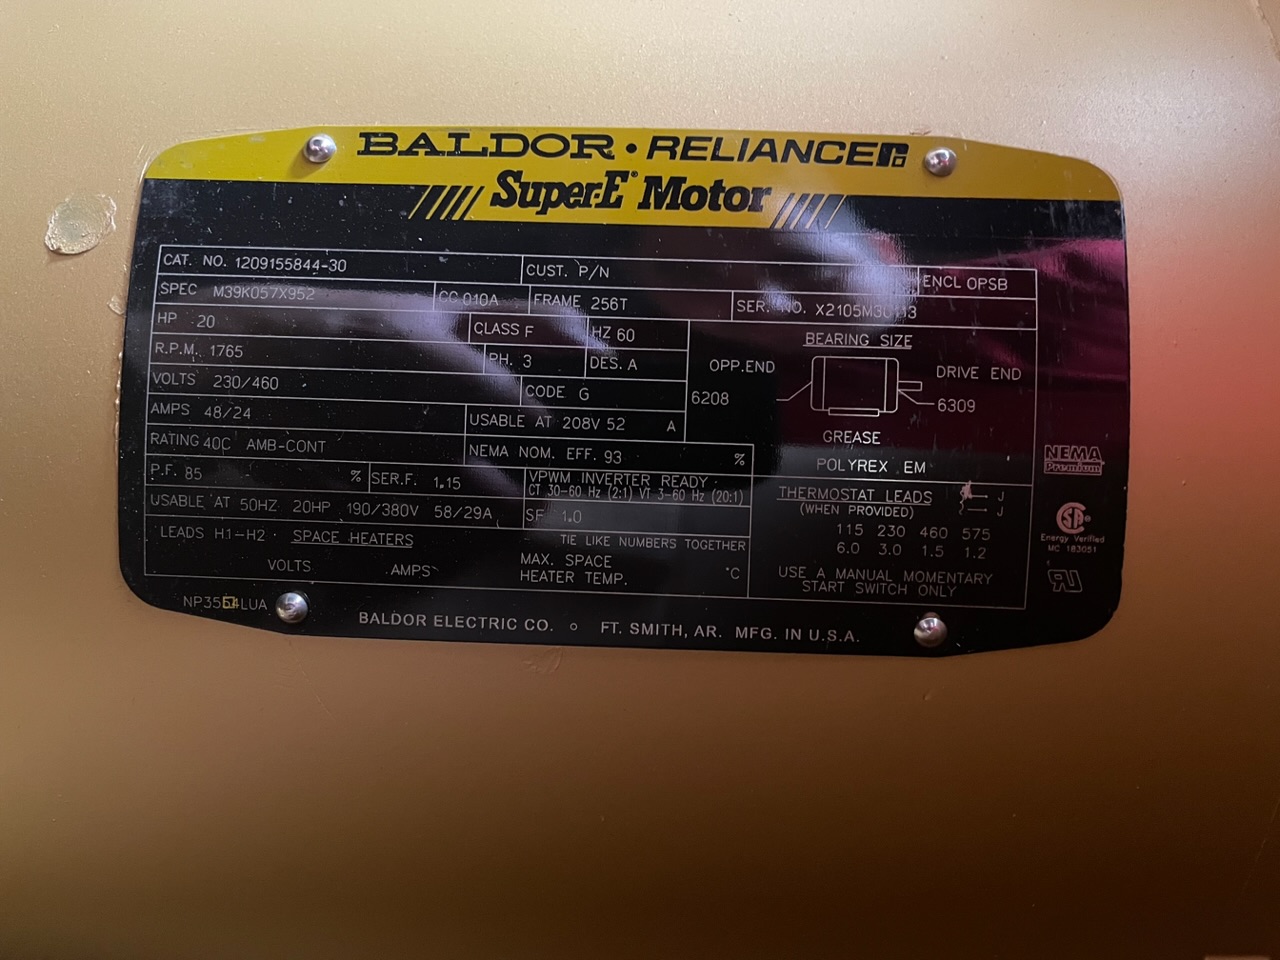 BALDOR • RELIANCE
Super-E® Motor
CAT. NO. 1209155844-30 CUST. P/N ENCL OPSB
SPEC M39K057X952 CC 010A FRAME 256T SER. NO.
HP 20 CLASS F HZ 60
R.P.M. 1765 PH. 3 DES. A
VOLTS 230/460 CODE G
AMPS 48/24 USABLE AT 208V 52 A
RATING 40C AMB-CONT NEMA NOM. EFF. 93 %
P.F. 85 % SER.F. 1.15 VPWM INVERTER READY
CT 30-60 Hz (2:1) VT 3-60 Hz (20:1)
USABLE AT 50HZ 20HP 190/380V 58/29A SF 1.0
LEADS H1-H2 SPACE HEATERS TIE LIKE NUMBERS TOGETHER
VOLTS AMPS MAX. SPACE
HEATER TEMP. °C
BEARING SIZE
OPP.END DRIVE END
6208 6309
GREASE
POLYREX EM
THERMOSTAT LEADS J
(WHEN PROVIDED) J
115 230 460 575
6.0 3.0 1.5 1.2
USE A MANUAL MOMENTARY
START SWITCH ONLY
NEMA
Premium
Energy Verified
MC 183051
BALDOR ELECTRIC CO. ○ FT. SMITH, AR. MFG. IN U.S.A.